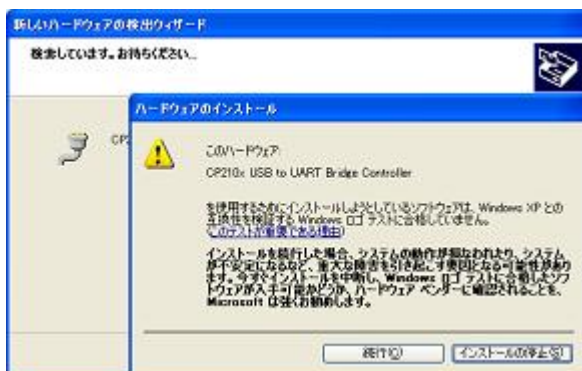 新しいハードウェアの検出ウィザード
検索しています。お待ちください...
ハードウェアのインストール
CP2
このハードウェア:
CP210x USB to UART Bridge Controller
を使用するためにインストールしようとしているソフトウェアは、Windows XP との
互換性を検証する Windows ロゴ テストに合格していません。
(このテストが重要である理由)
インストールを続行した場合、システムの動作が損なわれたり、システム
が不安定になるなど、重大な障害を引き起こす要因となる可能性があり
ます。今すぐインストールを中断し、Windows ロゴ テストに合格したソフ
トウェアが入手可能かどうか、ハードウェア ベンダーに確認されることを、
Microsoft は強くお勧めします。
続行(C)
インストールの停止(S)